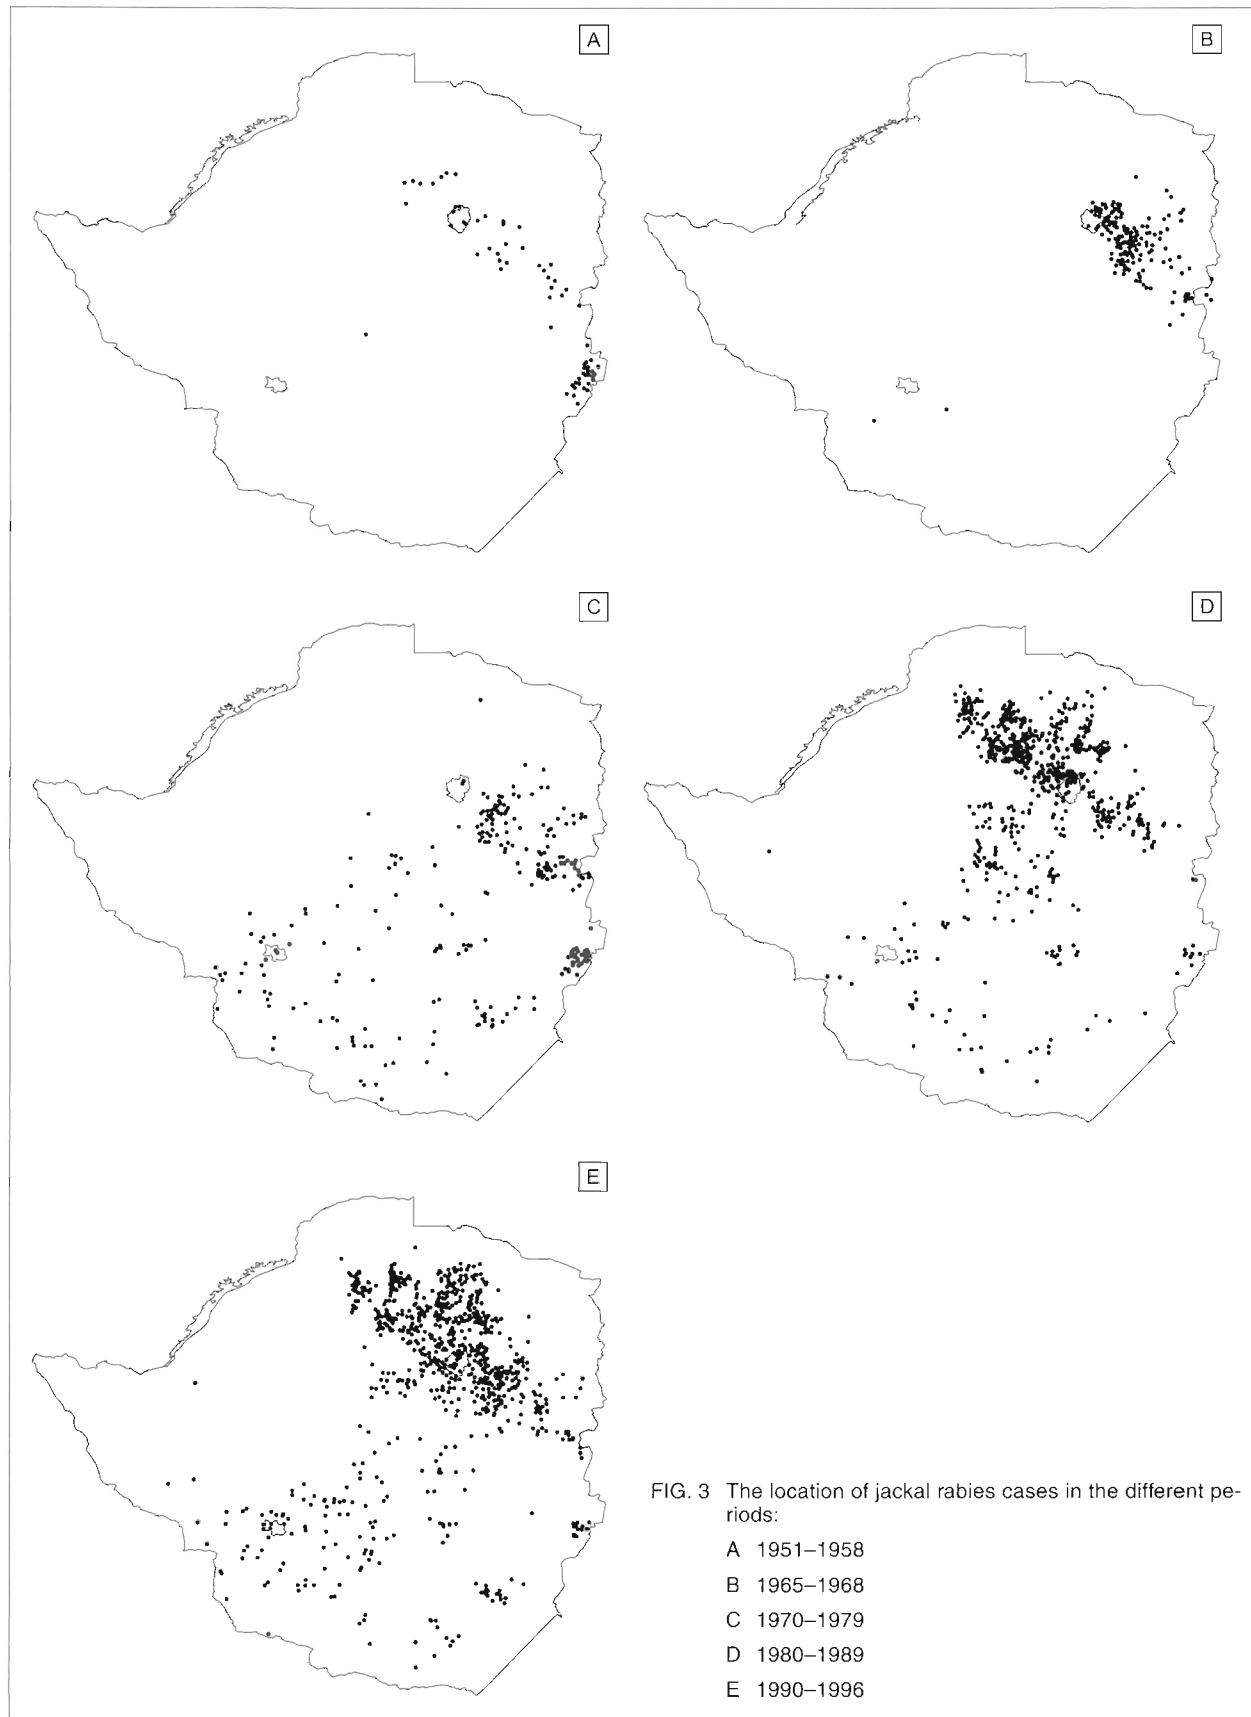 A
B
C
D
E
FIG. 3 The location of jackal rabies cases in the different pe-
riods:
A 1951–1958
B 1965–1968
C 1970–1979
D 1980–1989
E 1990–1996